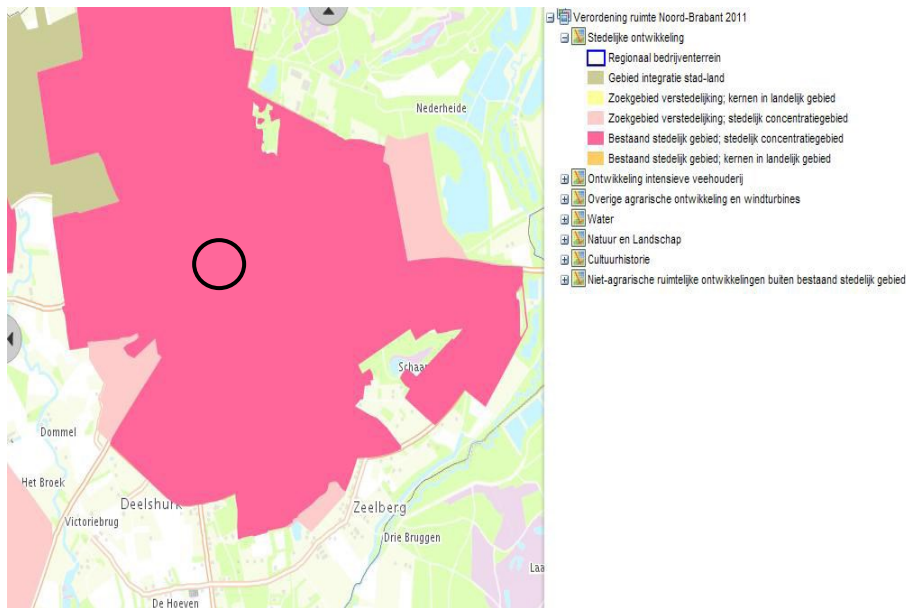 Nederheide
Schaar
Dommel
Het Broek
Deelshurk
Victoriebrug
Zeelberg
Drie Bruggen
Laa
De Hoeven
Verordening ruimte Noord-Brabant 2011
Stedelijke ontwikkeling
Regionaal bedrijventerrein
Gebied integratie stad-land
Zoekgebied verstedelijking; kernen in landelijk gebied
Zoekgebied verstedelijking; stedelijk concentratiegebied
Bestaand stedelijk gebied; stedelijk concentratiegebied
Bestaand stedelijk gebied; kernen in landelijk gebied
Ontwikkeling intensieve veehouderij
Overige agrarische ontwikkeling en windturbines
Water
Natuur en Landschap
Cultuurhistorie
Niet-agrarische ruimtelijke ontwikkelingen buiten bestaand stedelijk gebied